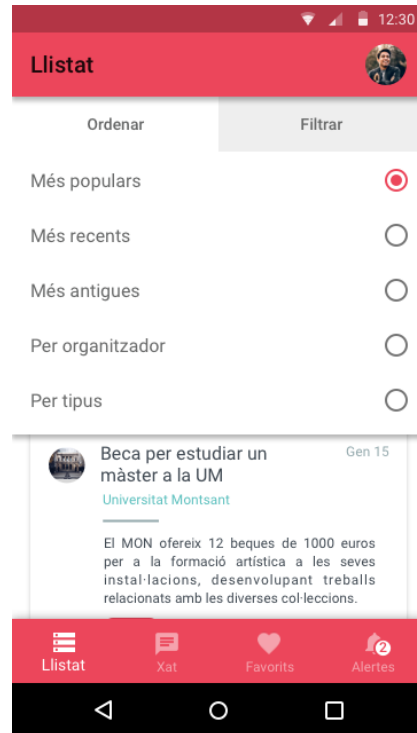 12:30
Llistat
Ordenar
Filtrar
Més populars
Més recents
Més antigues
Per organitzador
Per tipus
Beca per estudiar un
màster a la UM
Gen 15
Universitat Montsant
El MON ofereix 12 beques de 1000 euros
per a la formació artística a les seves
instal·lacions, desenvolupant treballs
relacionats amb les diverses col·leccions.
Llistat
Xat
Favorits
2
Alertes